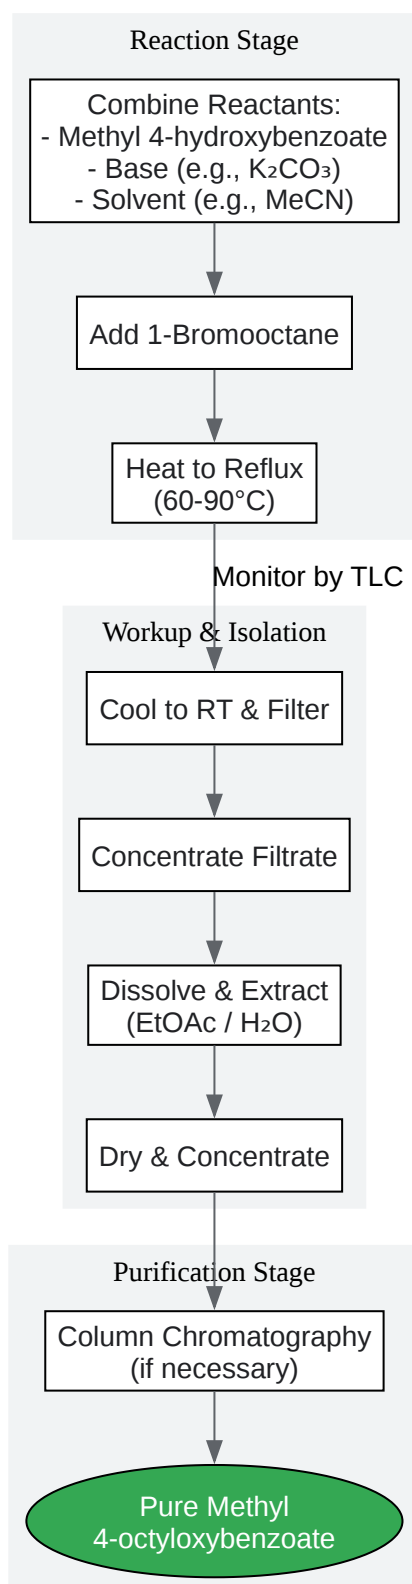 Reaction Stage
Combine Reactants:
- Methyl 4-hydroxybenzoate
- Base (e.g., K₂CO₃)
- Solvent (e.g., MeCN)
Add 1-Bromooctane
Heat to Reflux
(60-90°C)
Monitor by TLC
Workup & Isolation
Cool to RT & Filter
Concentrate Filtrate
Dissolve & Extract
(EtOAc / H₂O)
Dry & Concentrate
Purification Stage
Column Chromatography
(if necessary)
Pure Methyl
4-octyloxybenzoate